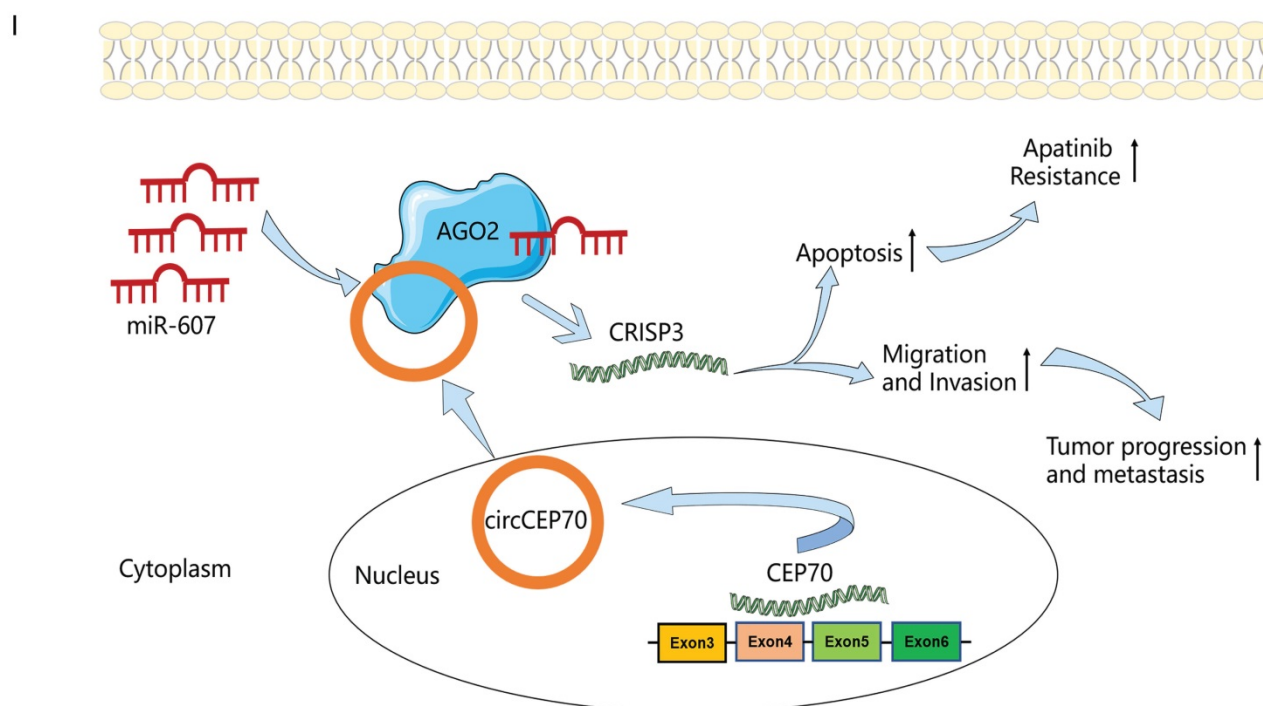 I
Apatinib
Resistance
AGO2
Apoptosis
miR-607
CRISP3
Migration
and Invasion
Tumor progression
and metastasis
circCEP70
Cytoplasm
Nucleus
CEP70
Exon3 Exon4 Exon5 Exon6